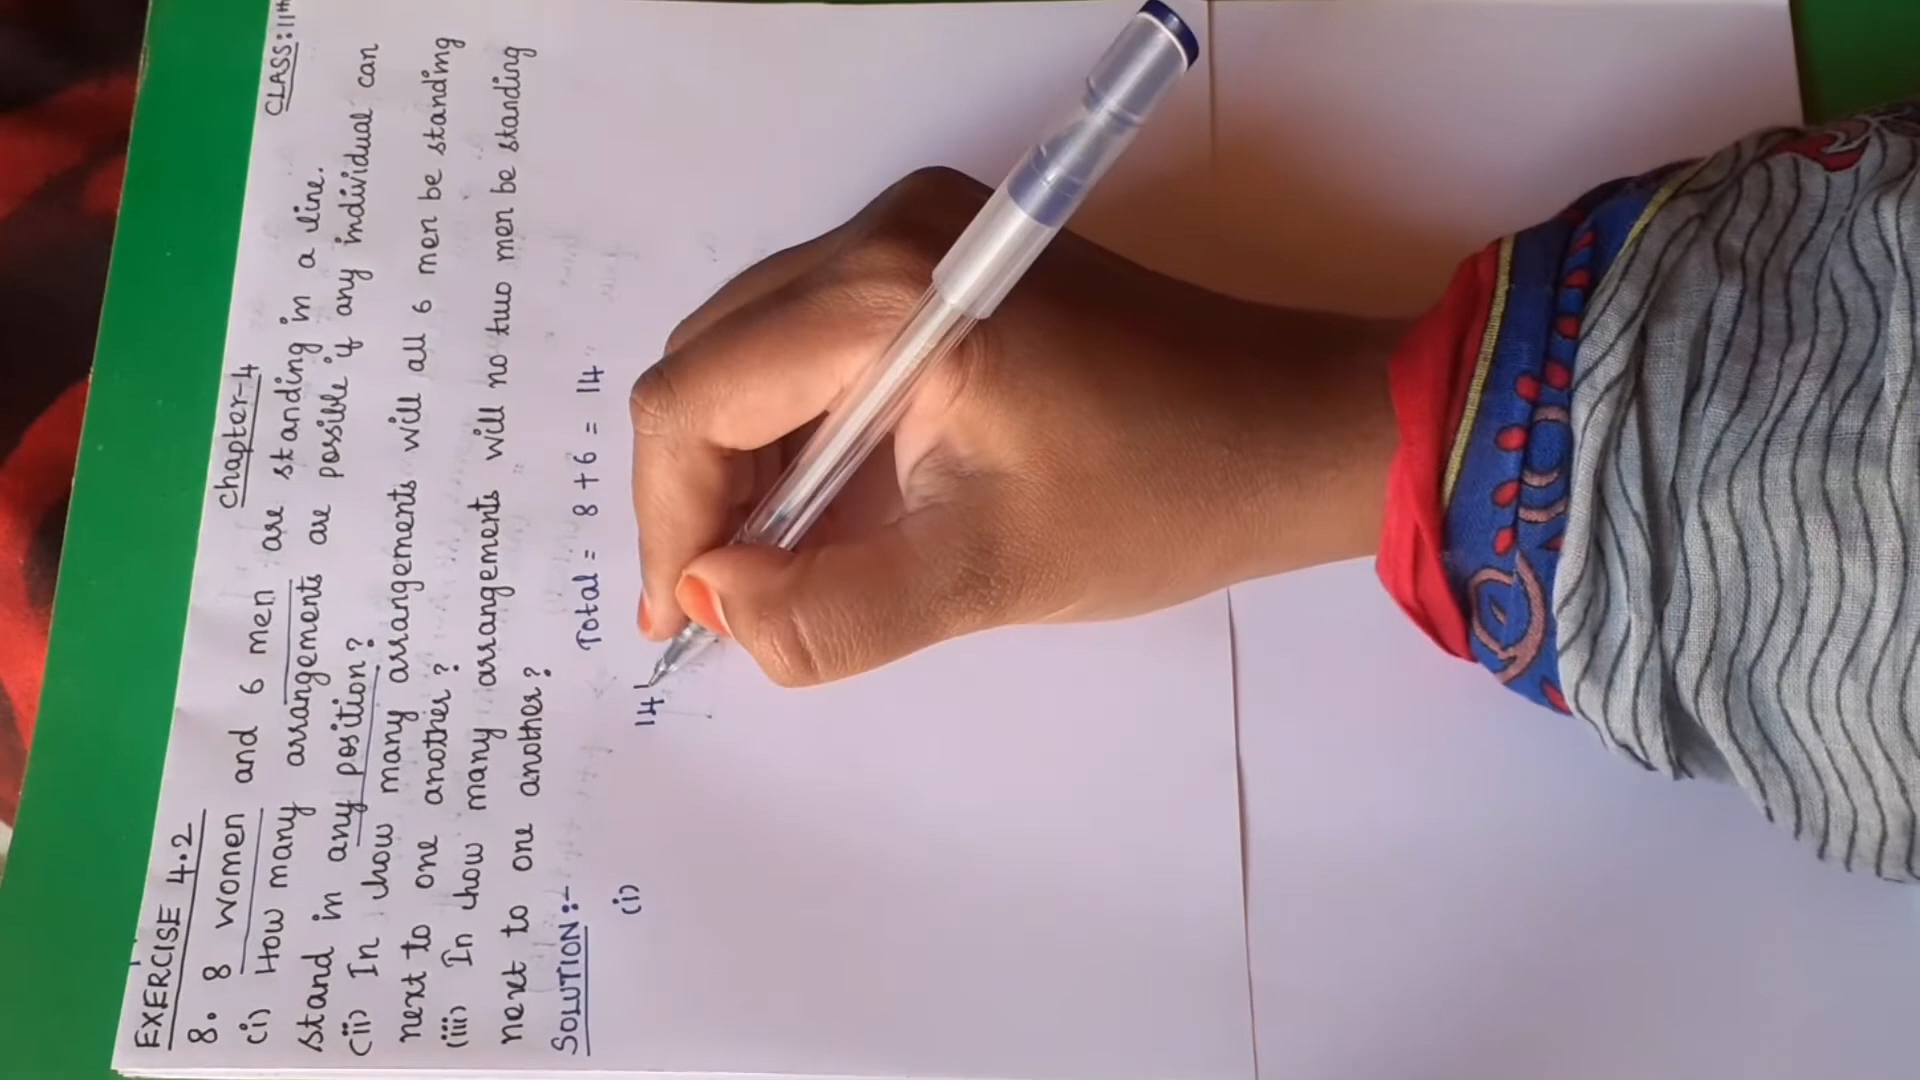 EXERCISE 4.2 Chapter-4 CLASS: 11th
8. 8 women and 6 men are standing in a line.
(i) How many arrangements are possible if any individual can
stand in any position?
(ii) In how many arrangements will all 6 men be standing
next to one another?
(iii) In how many arrangements will no two men be standing
next to one another?
SOLUTION:- Total = 8 + 6 = 14
(i) 14